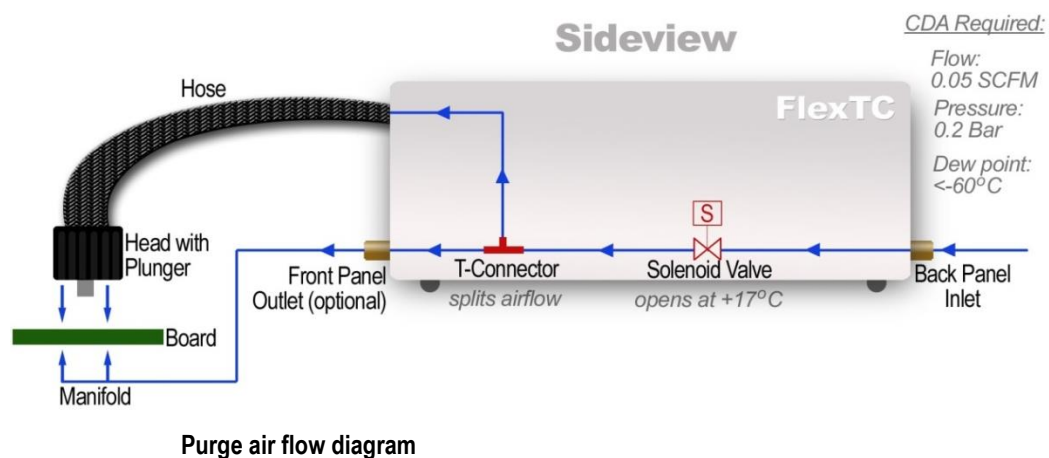 Sideview
CDA Required:
Flow:
0.05 SCFM
Pressure:
0.2 Bar
Dew point:
<-60°C
Hose
FlexTC
S
Head with
Plunger
Front Panel
Outlet (optional)
T-Connector
splits airflow
Solenoid Valve
opens at +17°C
Back Panel
Inlet
Board
Manifold
Purge air flow diagram